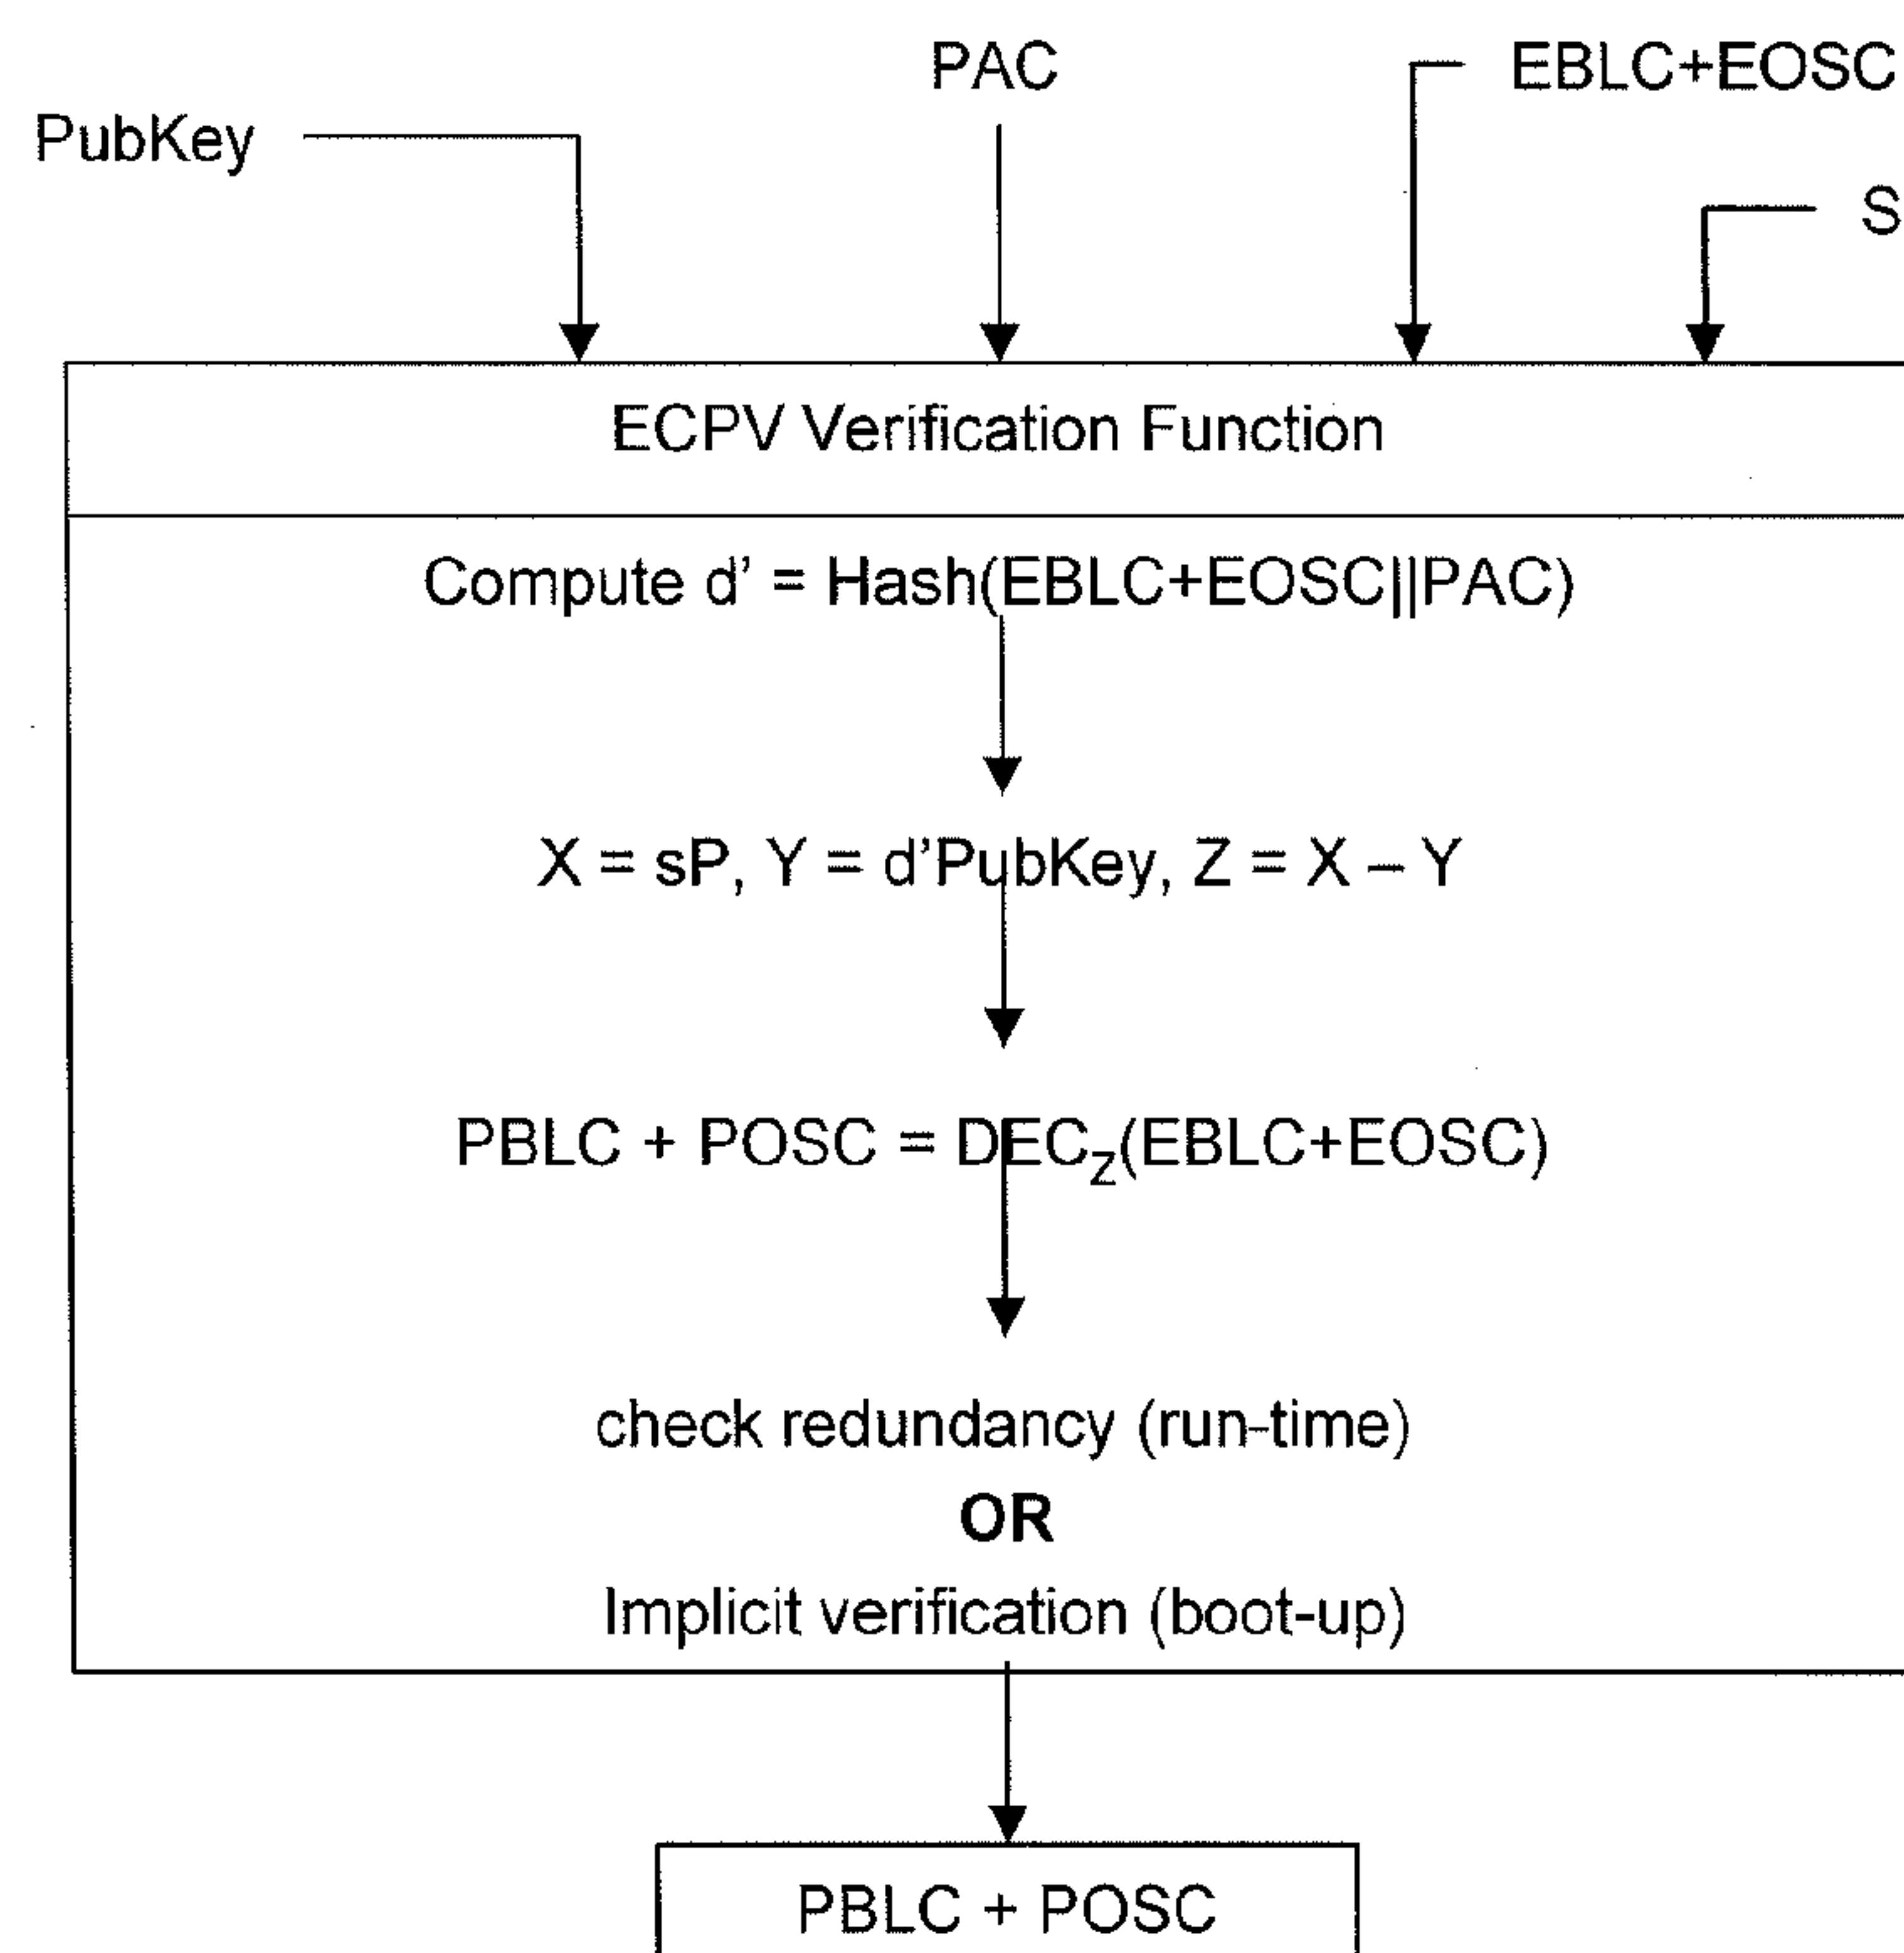 PAC
EBLC+EOSC
PubKey
S
ECPV Verification Function
Compute d' = Hash(EBLC+EOSC||PAC)
X = sP, Y = d'PubKey, Z = X – Y
PBLC + POSC = DECZ(EBLC+EOSC)
check redundancy (run-time)
OR
Implicit verification (boot-up)
PBLC + POSC